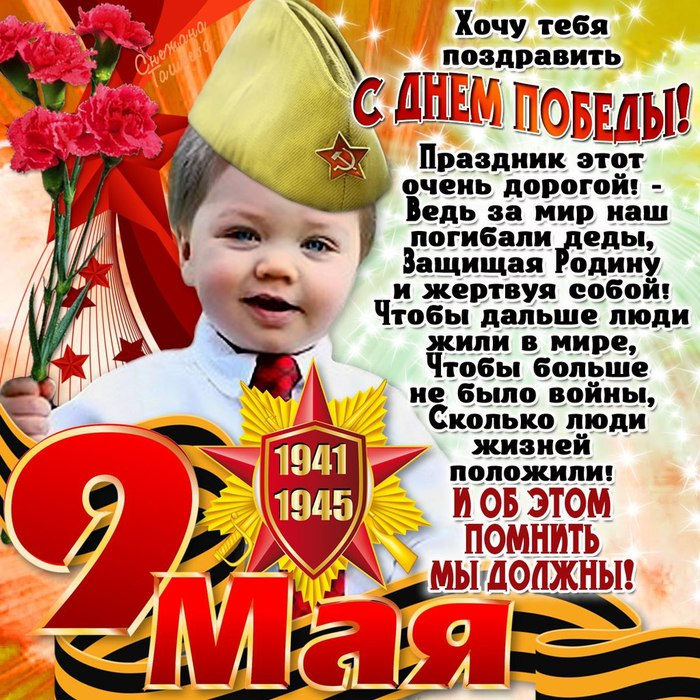 Снежана
Хочу тебя
поздравить
С ДНЕМ ПОБЕДЫ!
Праздник этот
очень дорогой! -
Ведь за мир наш
погибали деды,
Защищая Родину
и жертвуя собой!
Чтобы дальше люди
жили в мире,
Чтобы больше
не было войны,
Сколько люди
жизней
положили!
И ОБ ЭТОМ
ПОМНИТЬ
МЫ ДОЛЖНЫ!
1941
1945
9
Мая